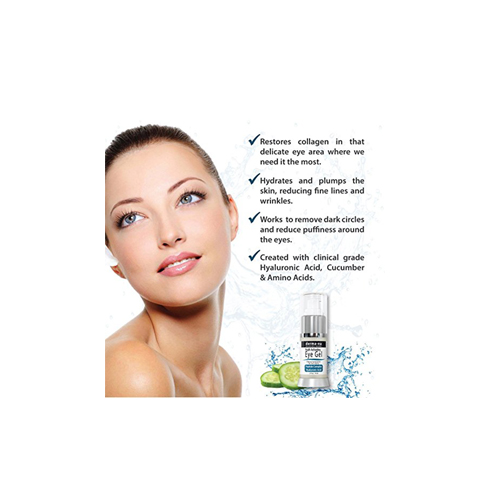 Restores collagen in that
delicate eye area where we
need it the most.
Hydrates and plumps the
skin, reducing fine lines and
wrinkles.
Works to remove dark circles
and reduce puffiness around
the eyes.
Created with clinical grade
Hyaluronic Acid, Cucumber
& Amino Acids.
derma-nu
Eye Gel